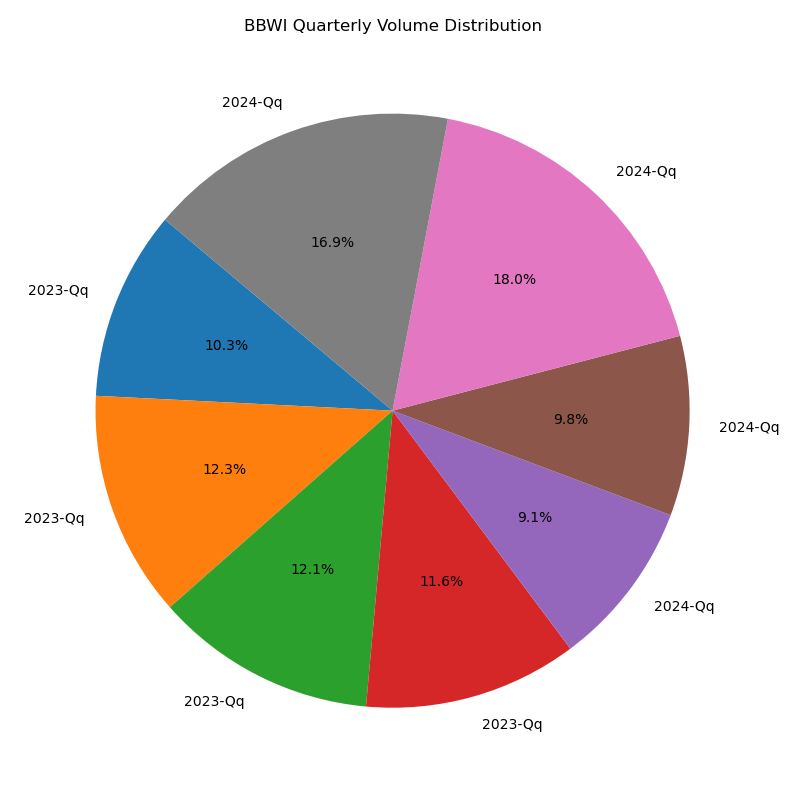 BBWI Quarterly Volume Distribution
2024-Qq
2024-Qq
16.9%
18.0%
2023-Qq
10.3%
9.8%
2024-Qq
12.3%
2023-Qq
9.1%
12.1%
11.6%
2024-Qq
2023-Qq
2023-Qq